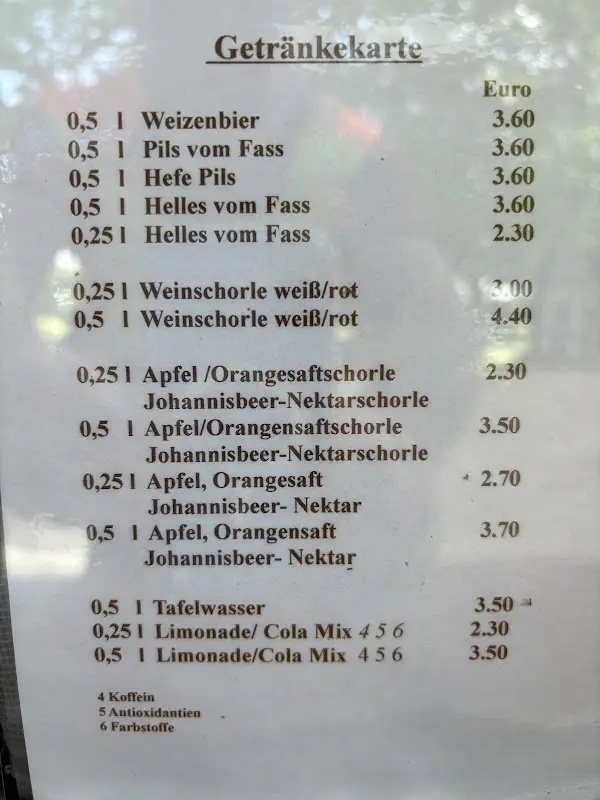 Getränkekarte
Euro
0,5 l Weizenbier 3.60
0,5 l Pils vom Fass 3.60
0,5 l Hefe Pils 3.60
0,5 l Helles vom Fass 3.60
0,25 l Helles vom Fass 2.30
0,25 l Weinschorle weiß/rot 3.00
0,5 l Weinschorle weiß/rot 4.40
0,25 l Apfel /Orangesaftschorle 2.30
Johannisbeer-Nektarschorle
0,5 l Apfel/Orangensaftschorle 3.50
Johannisbeer-Nektarschorle
0,25 l Apfel, Orangesaft 2.70
Johannisbeer- Nektar
0,5 l Apfel, Orangensaft 3.70
Johannisbeer- Nektar
0,5 l Tafelwasser 3.50
0,25 l Limonade/ Cola Mix 4 5 6 2.30
0,5 l Limonade/Cola Mix 4 5 6 3.50
4 Koffein
5 Antioxidantien
6 Farbstoffe